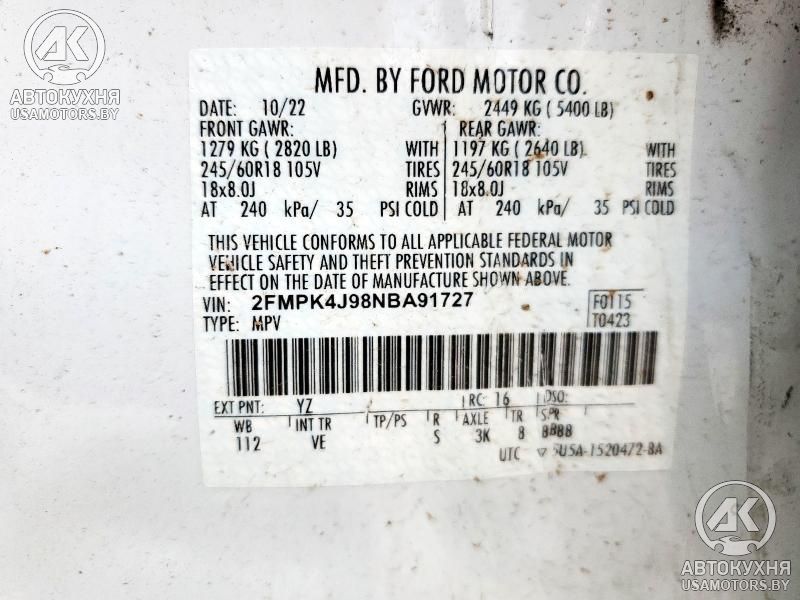 AK
АВТОКУХНЯ
USAMOTORS.BY
MFD. BY FORD MOTOR CO.
DATE: 10/22 GVWR: 2449 KG ( 5400 LB)
FRONT GAWR: REAR GAWR:
1279 KG ( 2820 LB) WITH 1197 KG ( 2640 LB) WITH
245/60R18 105V TIRES 245/60R18 105V TIRES
18x8.0J RIMS 18x8.0J RIMS
AT 240 kPa/ 35 PSI COLD AT 240 kPa/ 35 PSI COLD
THIS VEHICLE CONFORMS TO ALL APPLICABLE FEDERAL MOTOR
VEHICLE SAFETY AND THEFT PREVENTION STANDARDS IN
EFFECT ON THE DATE OF MANUFACTURE SHOWN ABOVE.
VIN: 2FMPK4J98NBA91727 F0115
TYPE: MPV T0423
EXT PNT: YZ RC: 16 DSO:
WB INT TR TP/PS R AXLE TR SPR
112 VE S 3K 8 8888
UTC 5U5A-1520472-BA
AK
АВТОКУХНЯ
USAMOTORS.BY